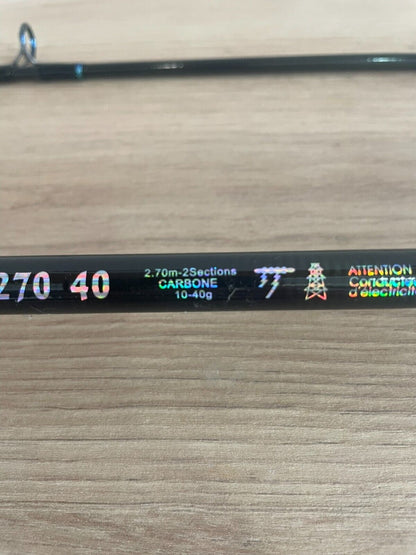 270 40
2.70m-2Sections
CARBONE
10-40g
ATTENTION